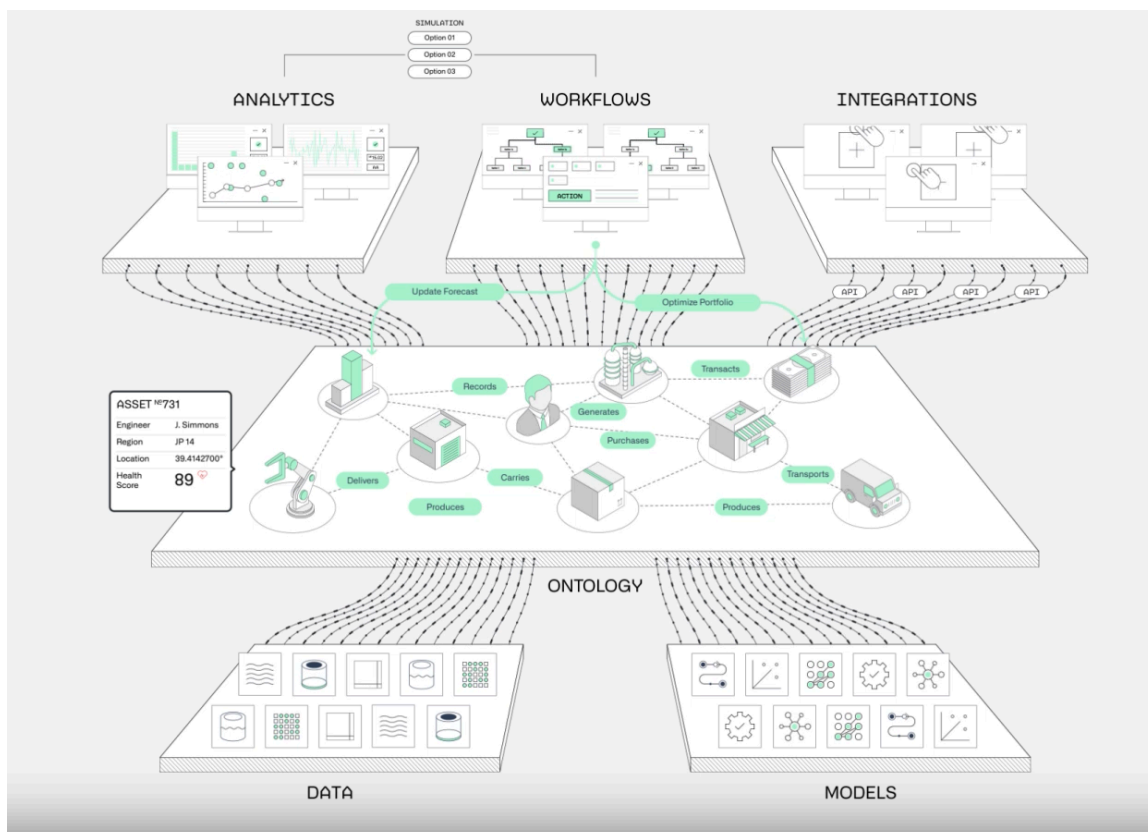 SIMULATION
Option 01
Option 02
Option 03
ANALYTICS
WORKFLOWS
INTEGRATIONS
ACTION
Update Forecast
Optimize Portfolio
API
API
API
API
Records
Transacts
Generates
Purchases
ASSET Nº731
Engineer J. Simmons
Region JP 14
Location 39.4142700°
Health Score 89
Delivers
Carries
Transports
Produces
Produces
ONTOLOGY
DATA
MODELS